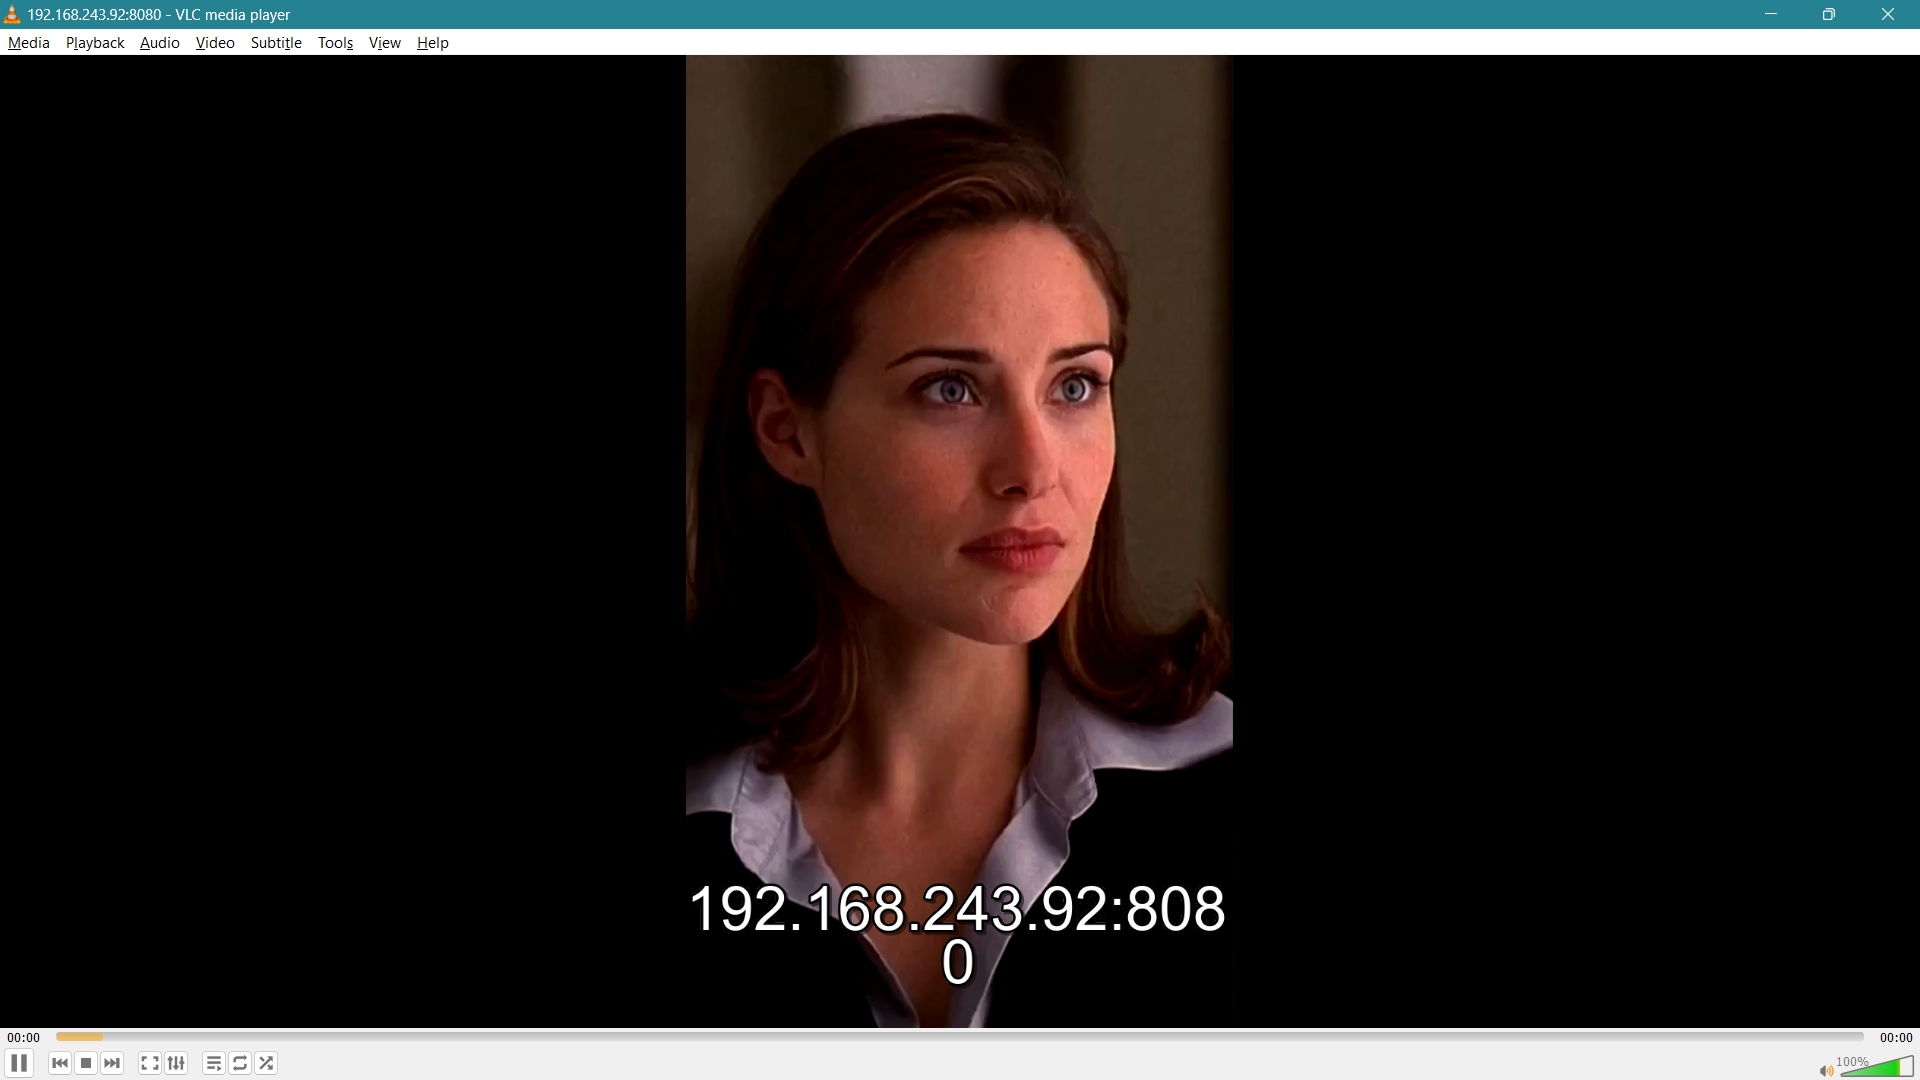 192.168.243.92:8080 - VLC media player
Media Playback Audio Video Subtitle Tools View Help
192.168.243.92:808
0
00:00 00:00
100%